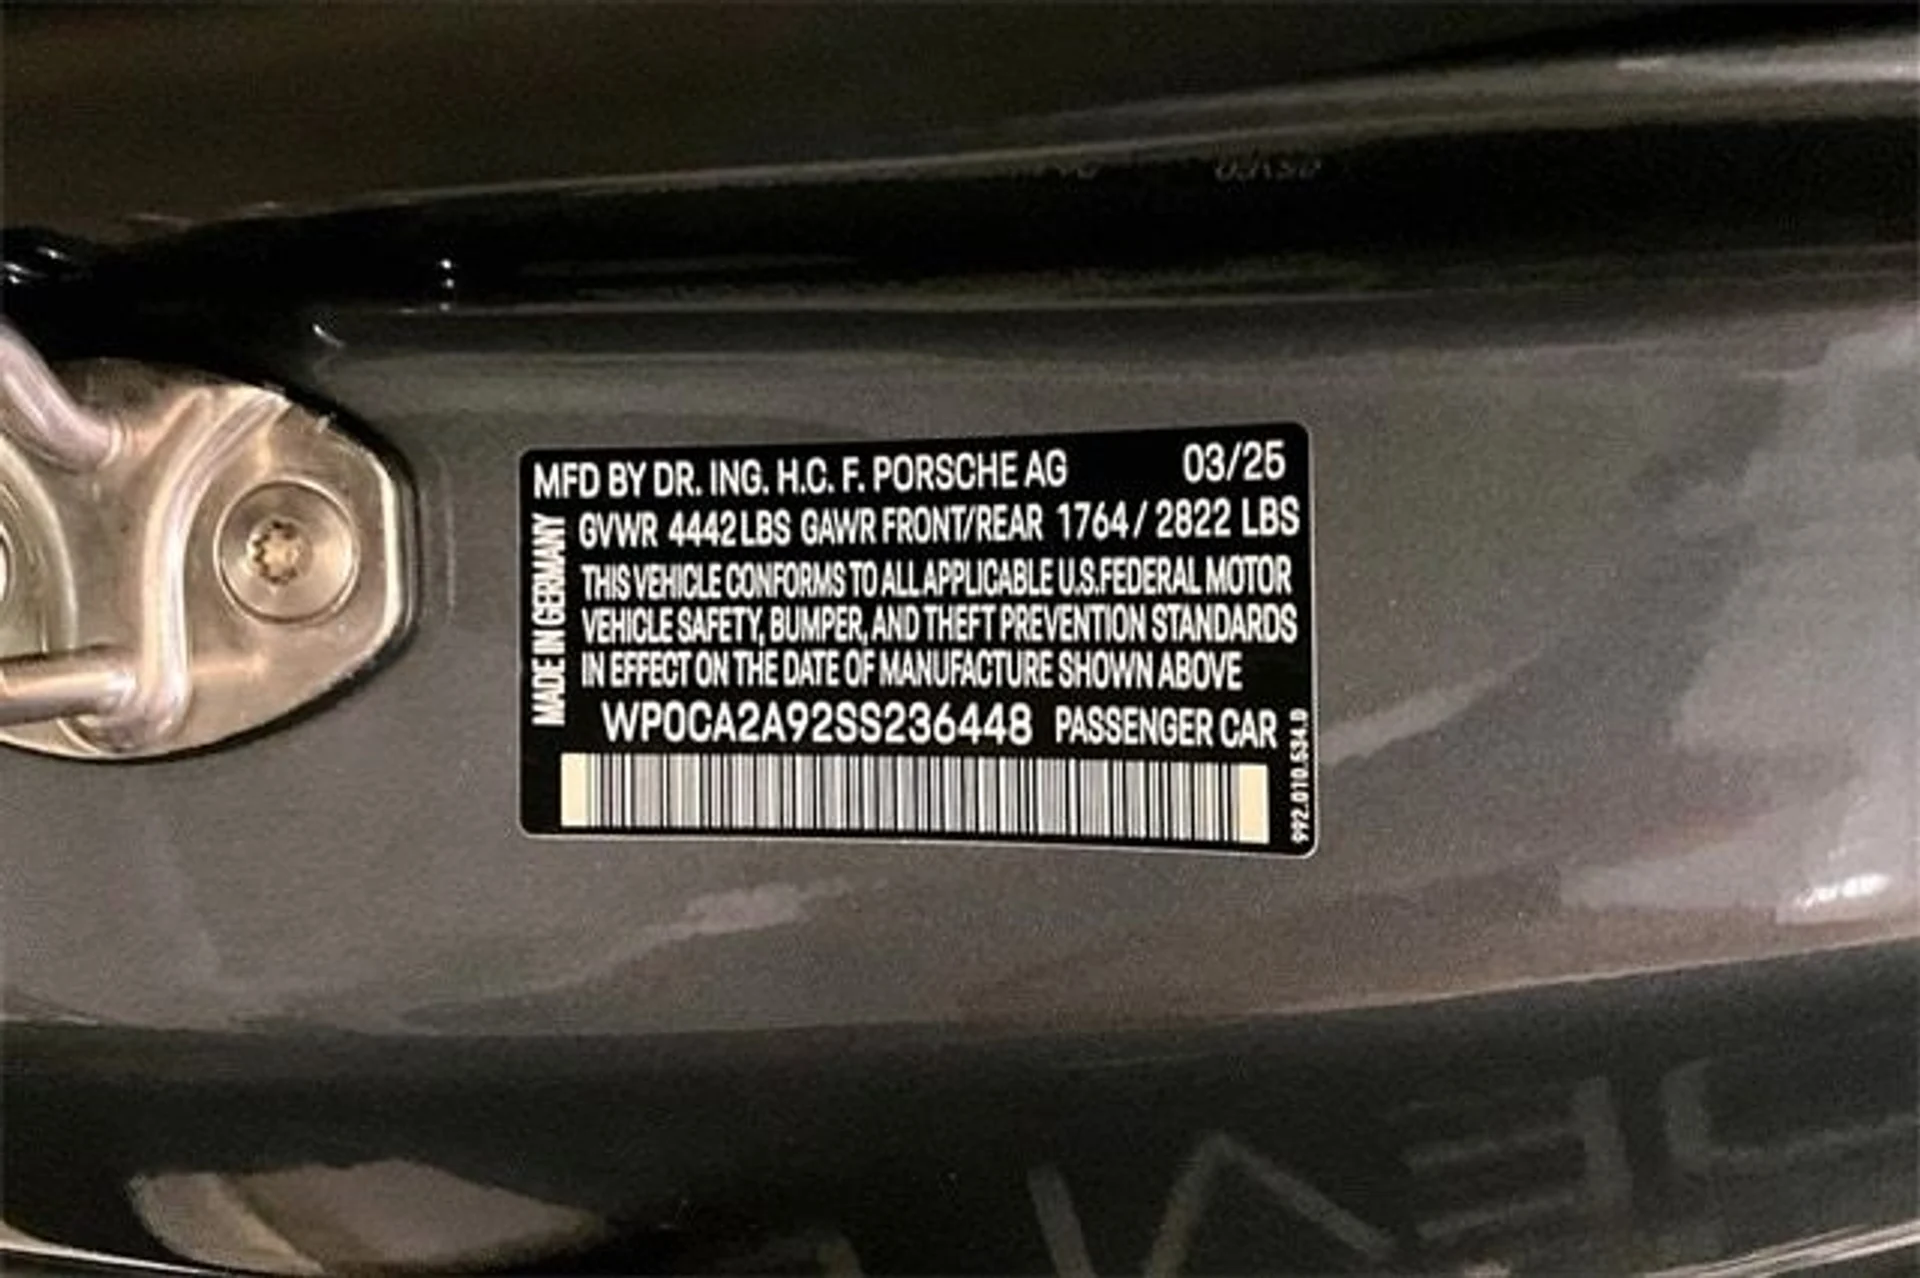 MFD BY DR. ING. H.C. F. PORSCHE AG 03/25
GVWR 4442 LBS GAWR FRONT/REAR 1764 / 2822 LBS
THIS VEHICLE CONFORMS TO ALL APPLICABLE U.S. FEDERAL MOTOR
VEHICLE SAFETY, BUMPER, AND THEFT PREVENTION STANDARDS
IN EFFECT ON THE DATE OF MANUFACTURE SHOWN ABOVE
WP0CA2A92SS236448 PASSENGER CAR
MADE IN GERMANY
992.010.534.D